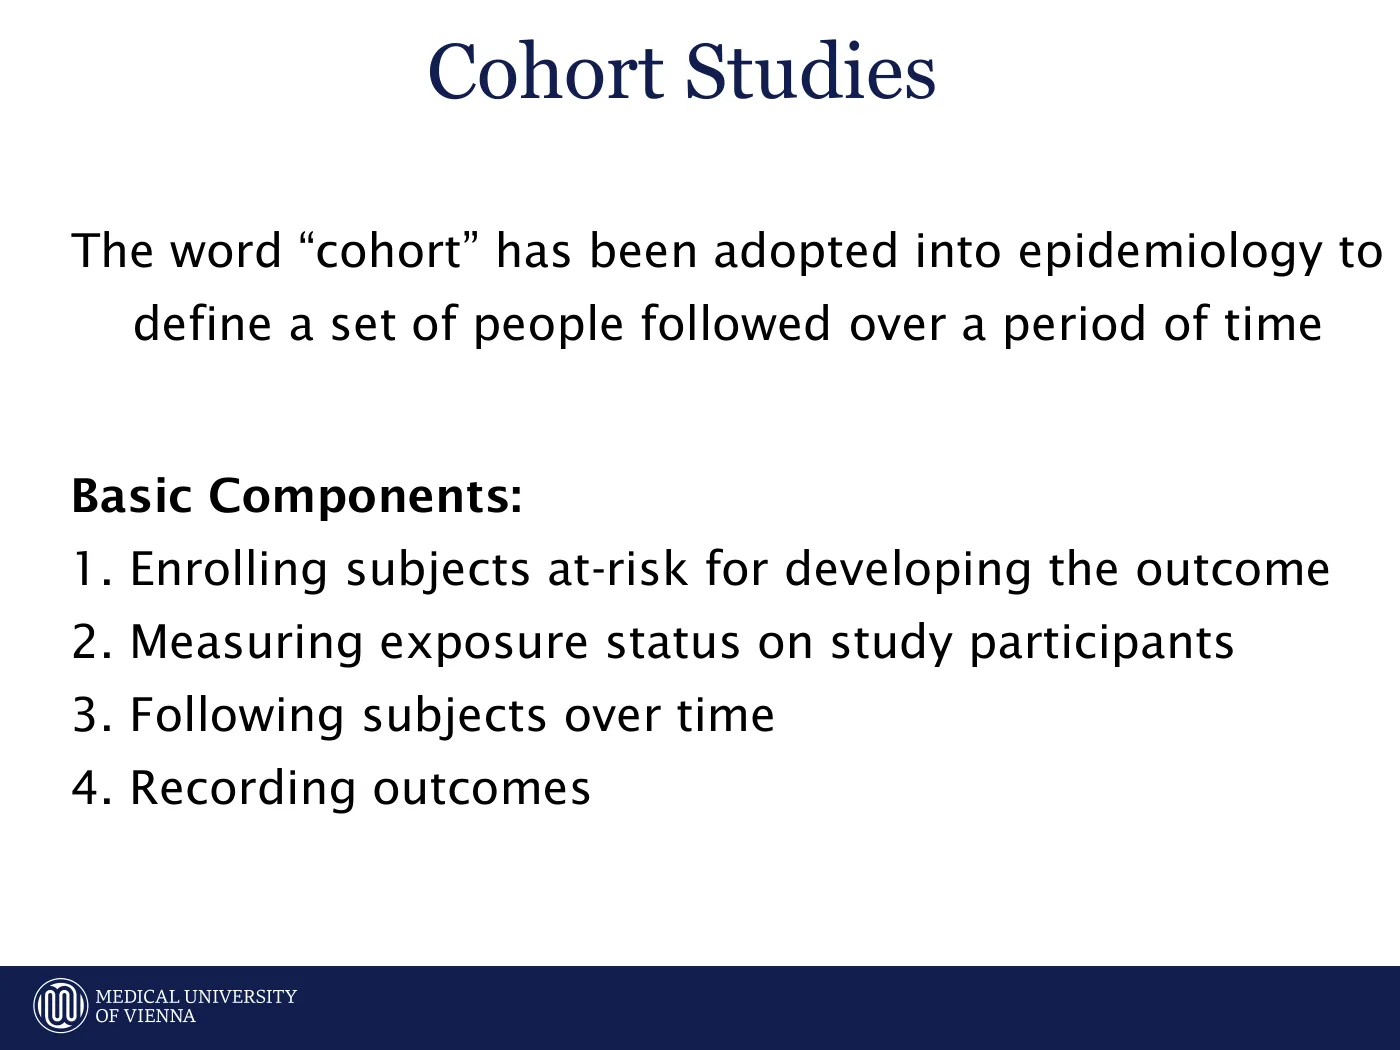 Cohort Studies
The word “cohort” has been adopted into epidemiology to
define a set of people followed over a period of time
Basic Components:
1. Enrolling subjects at-risk for developing the outcome
2. Measuring exposure status on study participants
3. Following subjects over time
4. Recording outcomes
MEDICAL UNIVERSITY
OF VIENNA